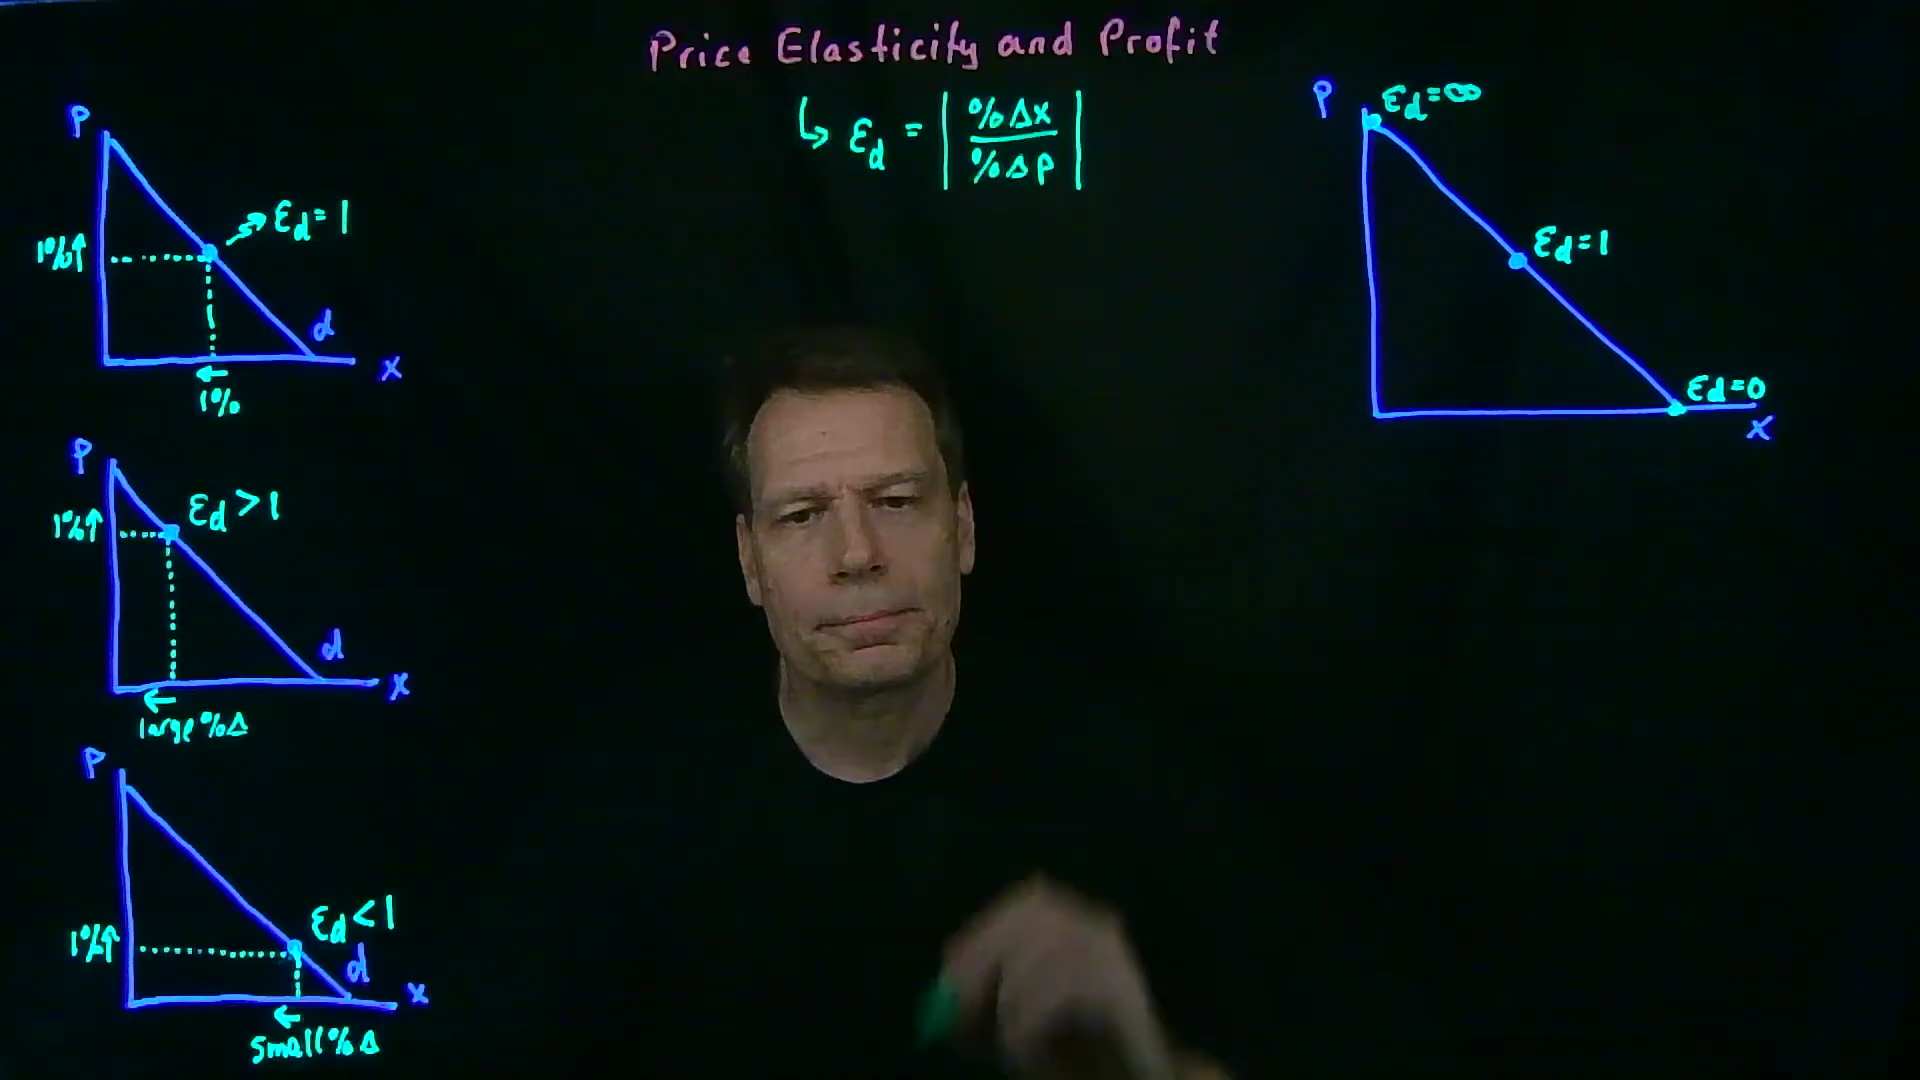 Price Elasticity and Profit
↳ εd = | %Δx / %Δp |
P
εd = 1
1%↑
d
x
←
1%
P
εd > 1
1%↑
d
x
←
large %Δ
P
εd < 1
1%↑
d
x
←
small %Δ
P
εd = ∞
εd = 1
εd = 0
x